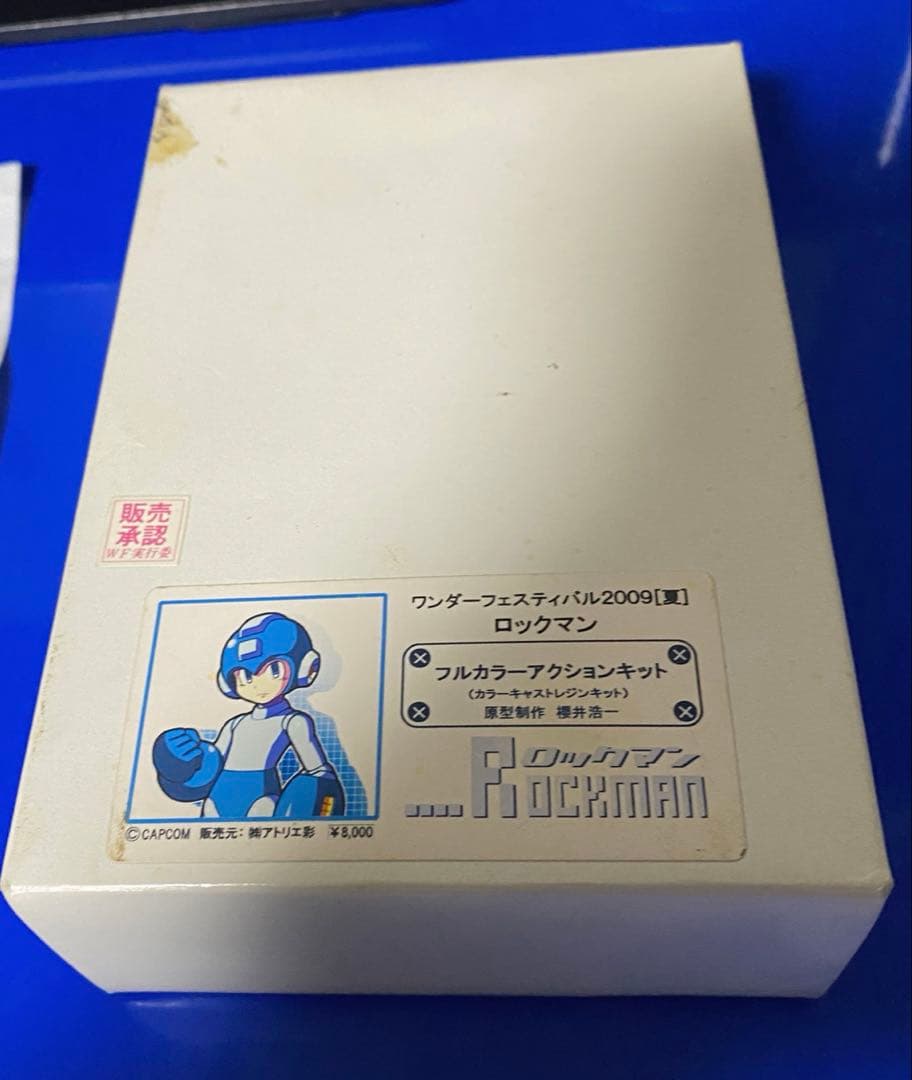 販売
承認
WF実行委
ワンダーフェスティバル2009[夏]
ロックマン
フルカラーアクションキット
(カラーキャストレジンキット)
原型制作 櫻井浩一
ロックマン
ROCKMAN
©CAPCOM 販売元:㈱アトリエ彩 ¥8,000